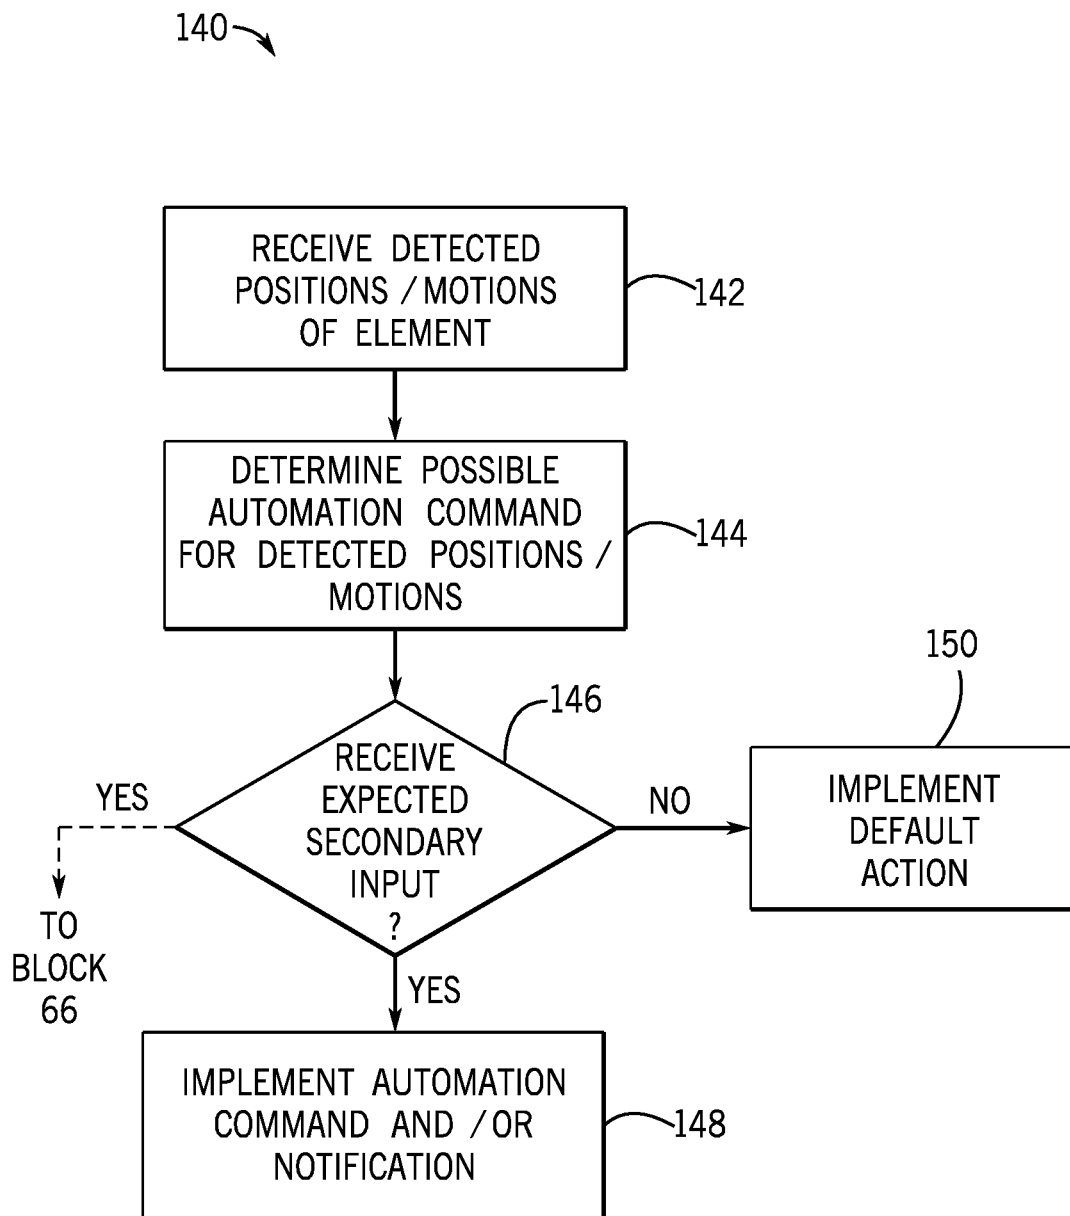 140
RECEIVE DETECTED
POSITIONS / MOTIONS
OF ELEMENT
142
DETERMINE POSSIBLE
AUTOMATION COMMAND
FOR DETECTED POSITIONS /
MOTIONS
144
RECEIVE
EXPECTED
SECONDARY
INPUT
?
146
YES
TO
BLOCK
66
NO
150
IMPLEMENT
DEFAULT
ACTION
YES
IMPLEMENT AUTOMATION
COMMAND AND / OR
NOTIFICATION
148